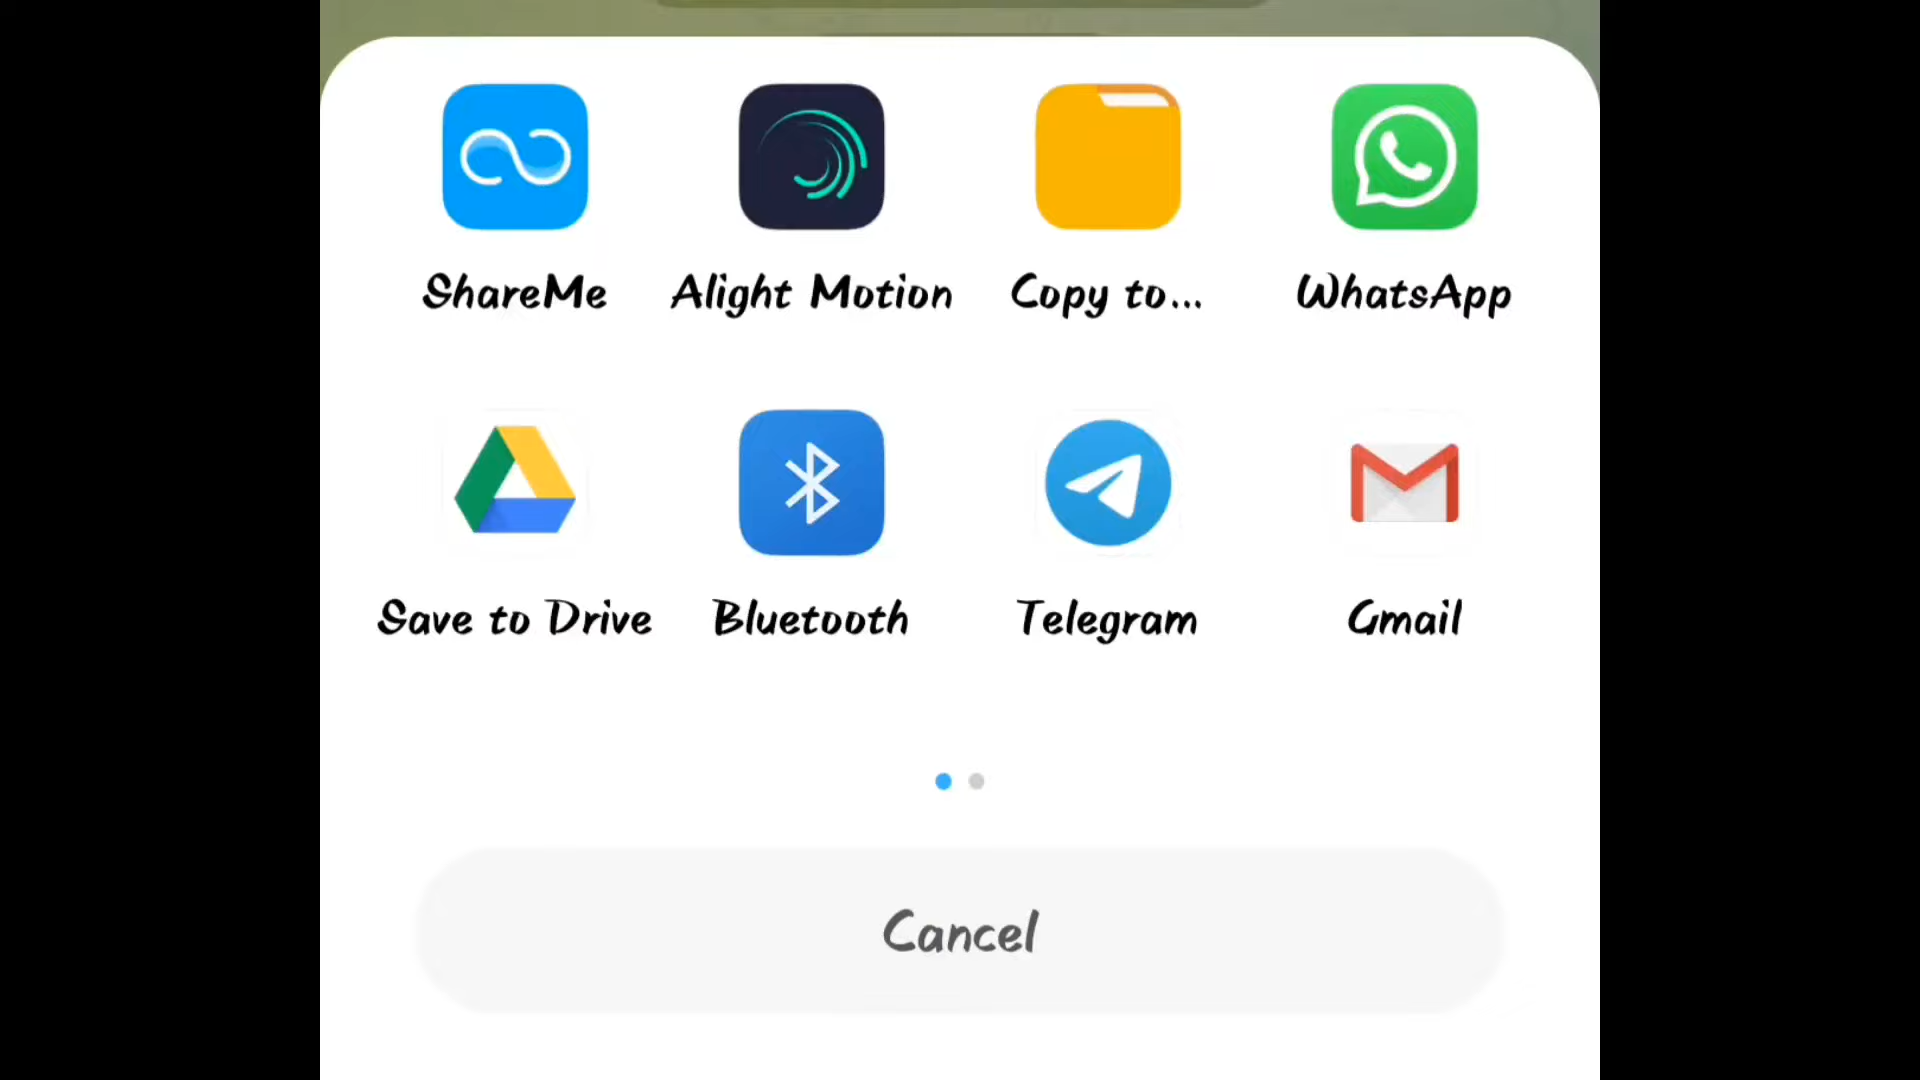 ShareMe
Alight Motion
Copy to...
WhatsApp
Save to Drive
Bluetooth
Telegram
Gmail
Cancel